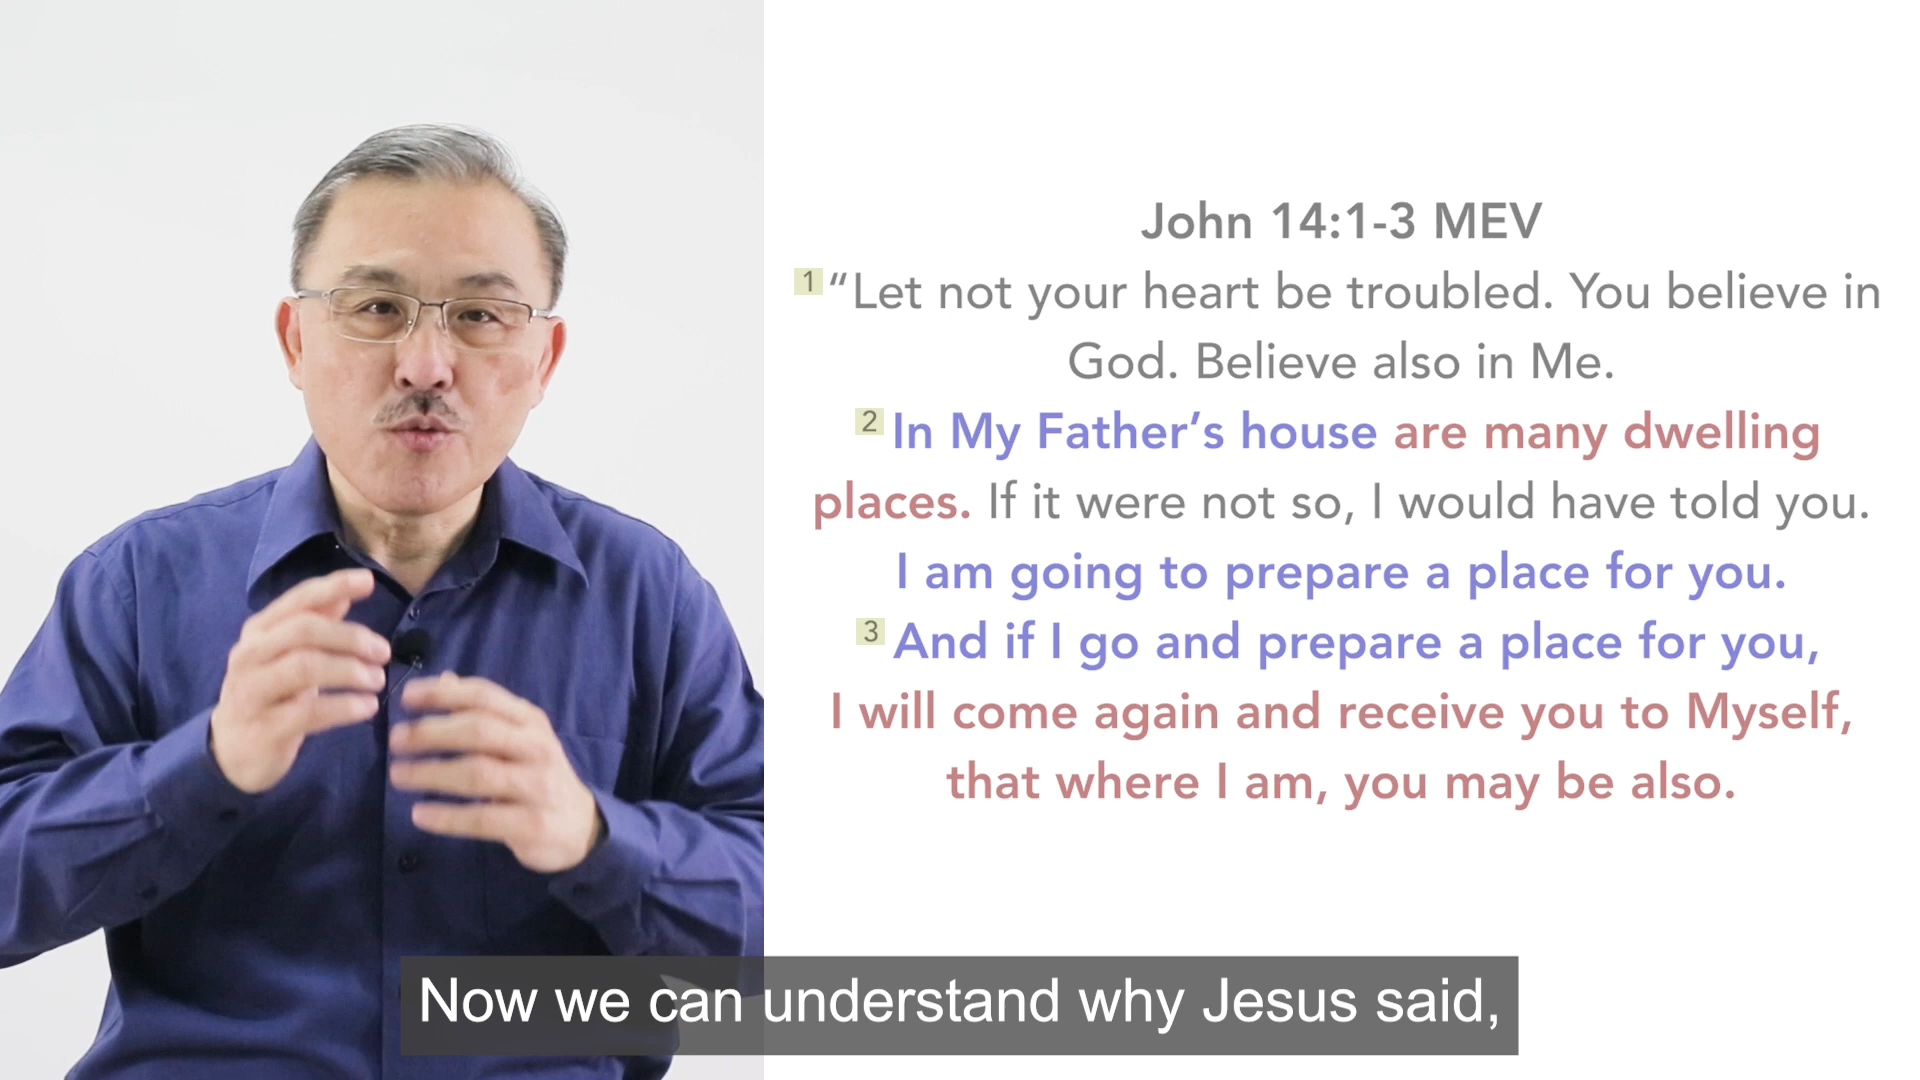 John 14:1-3 MEV
1 “Let not your heart be troubled. You believe in
God. Believe also in Me.
2 In My Father’s house are many dwelling
places. If it were not so, I would have told you.
I am going to prepare a place for you.
3 And if I go and prepare a place for you,
I will come again and receive you to Myself,
that where I am, you may be also.
Now we can understand why Jesus said,